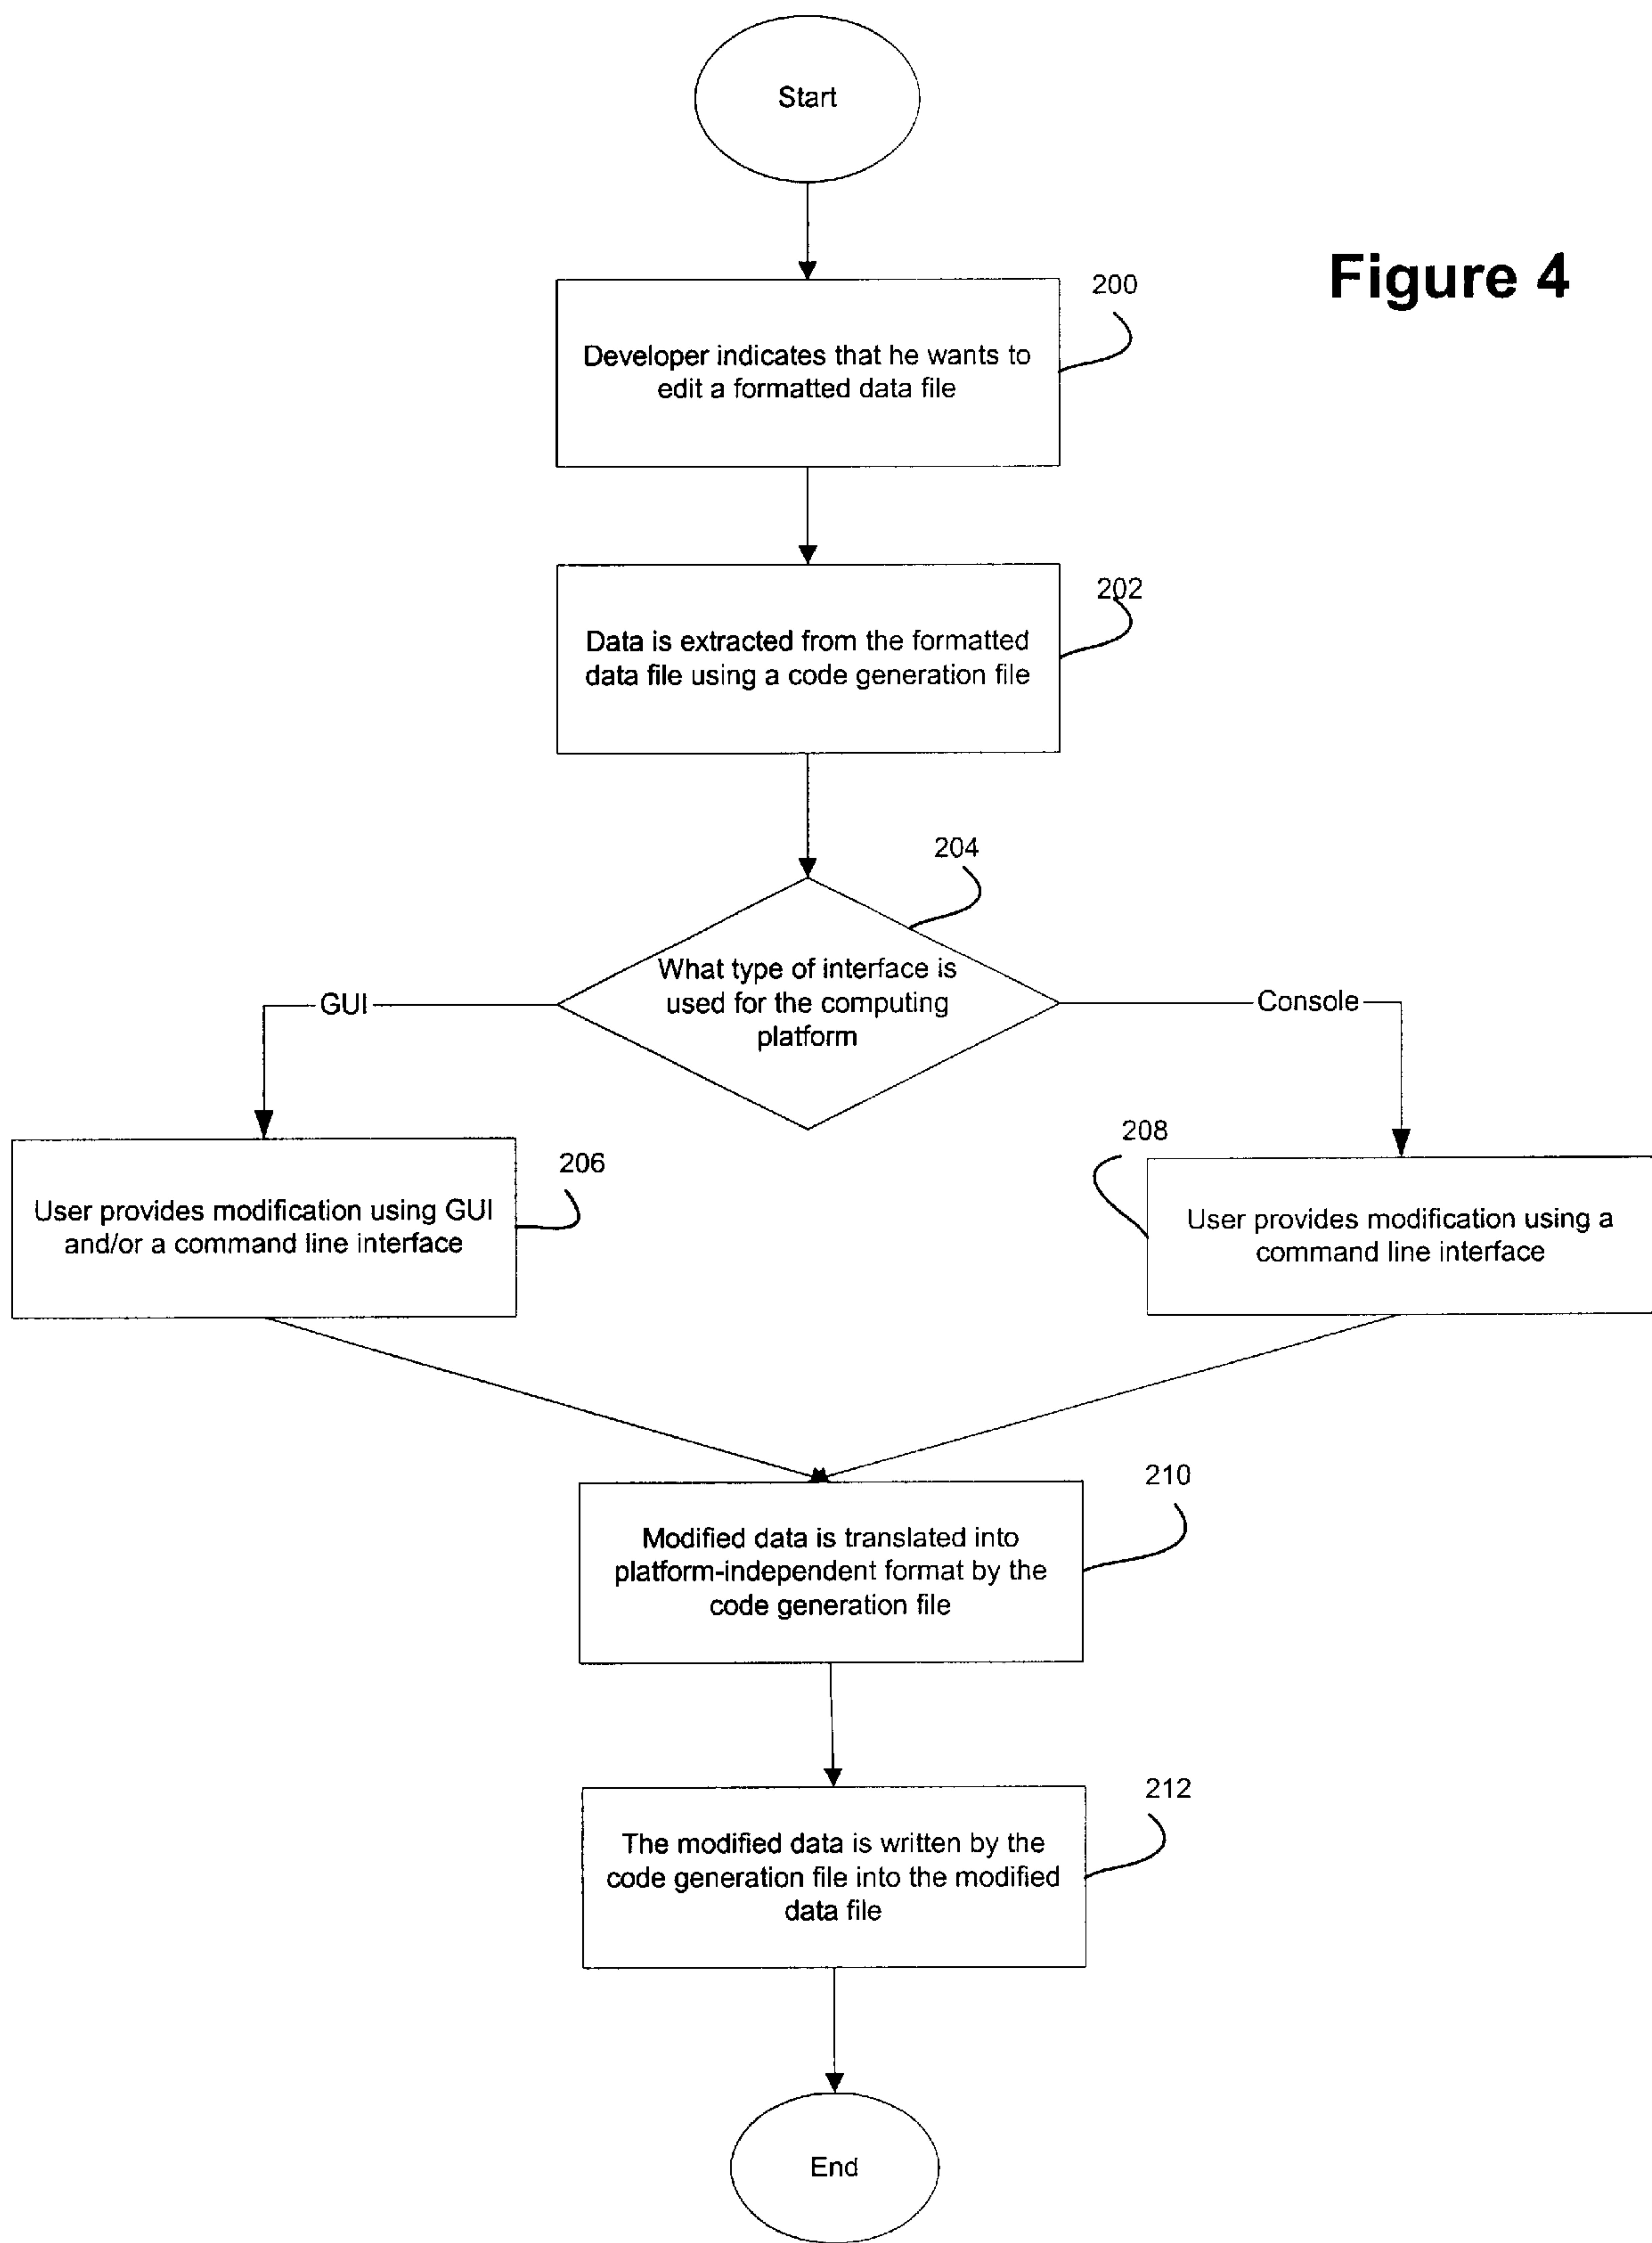 Start
Figure 4
200
Developer indicates that he wants to
edit a formatted data file
202
Data is extracted from the formatted
data file using a code generation file
204
What type of interface is
used for the computing
platform
GUI
Console
206
User provides modification using GUI
and/or a command line interface
208
User provides modification using a
command line interface
210
Modified data is translated into
platform-independent format by the
code generation file
212
The modified data is written by the
code generation file into the modified
data file
End